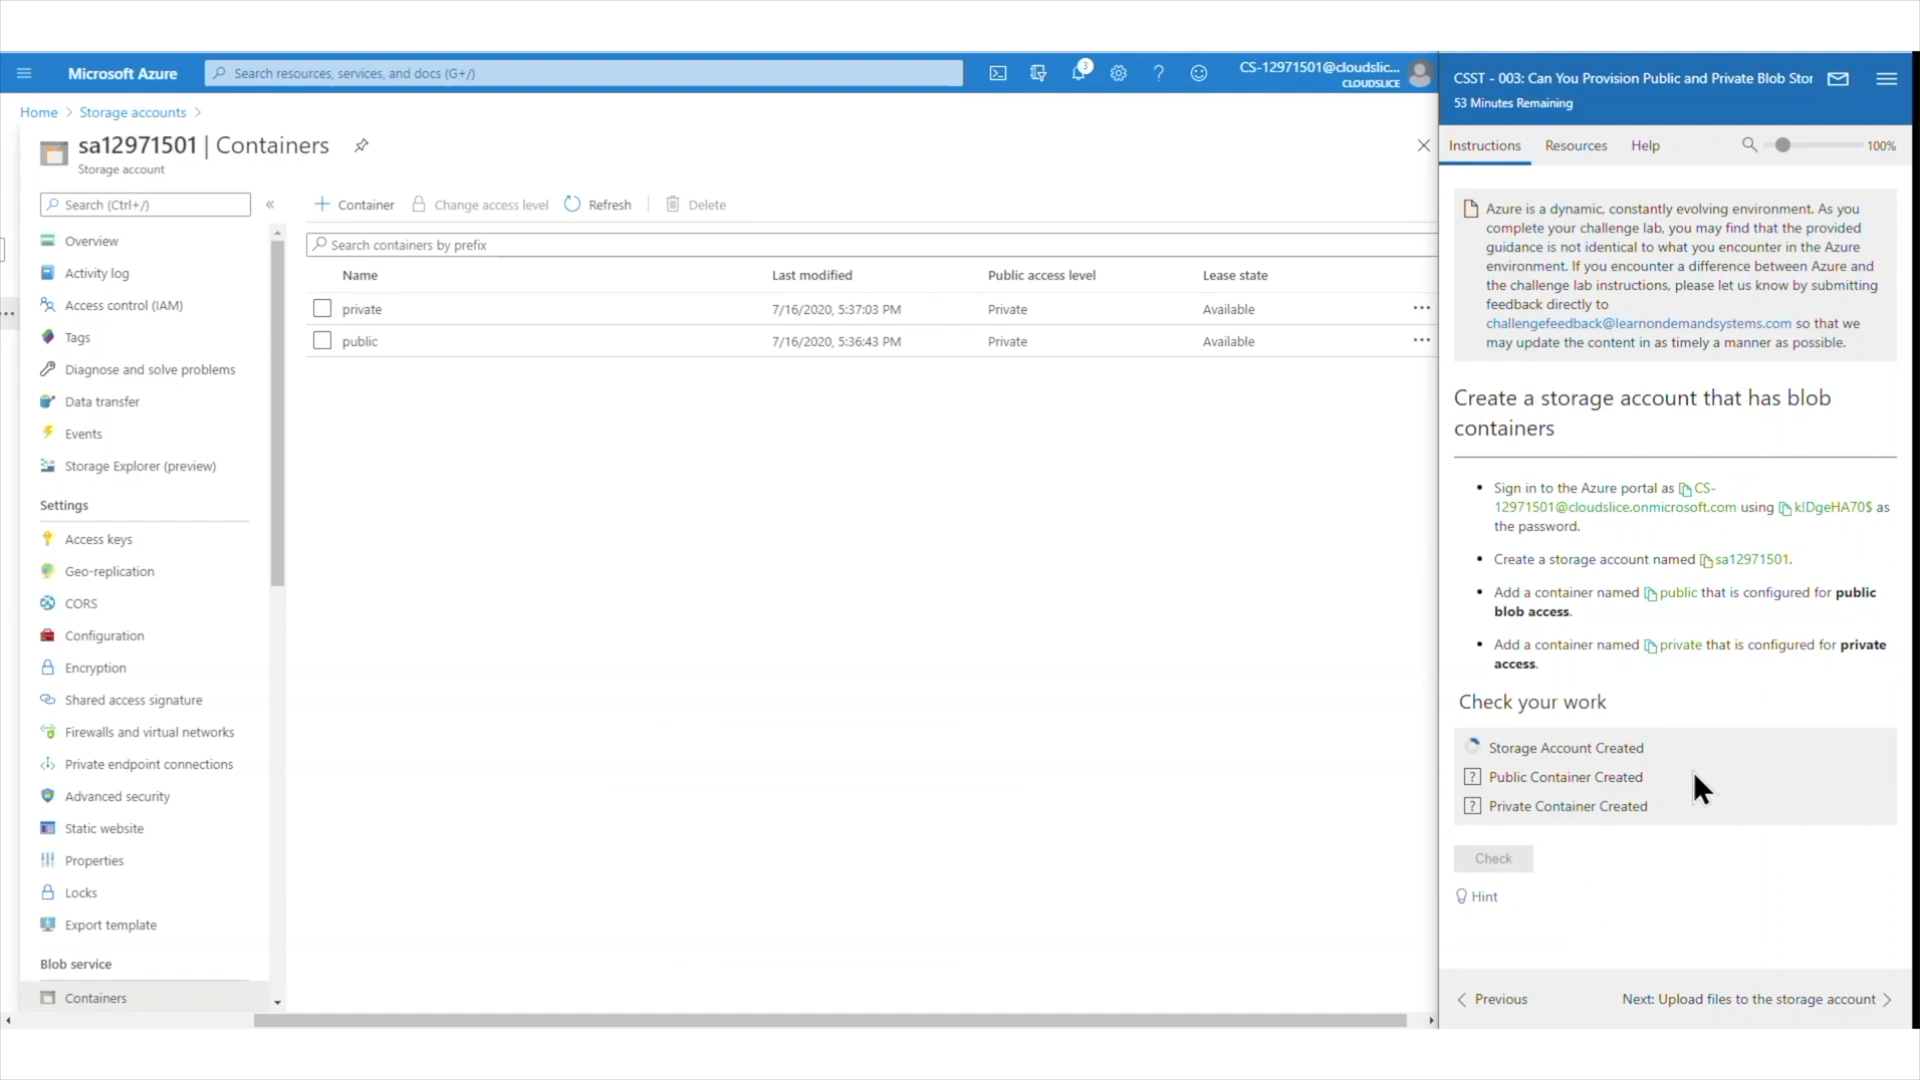 Microsoft Azure
Search resources, services, and docs (G+/)
3
CS-12971501@cloudslic...
CLOUDSLICE
Home > Storage accounts >
sa12971501 | Containers
Storage account
Search (Ctrl+/)
«
Overview
Activity log
Access control (IAM)
Tags
Diagnose and solve problems
Data transfer
Events
Storage Explorer (preview)
Settings
Access keys
Geo-replication
CORS
Configuration
Encryption
Shared access signature
Firewalls and virtual networks
Private endpoint connections
Advanced security
Static website
Properties
Locks
Export template
Blob service
Containers
+ Container
Change access level
Refresh
Delete
Search containers by prefix
Name Last modified Public access level Lease state
private 7/16/2020, 5:37:03 PM Private Available ...
public 7/16/2020, 5:36:43 PM Private Available ...
CSST - 003: Can You Provision Public and Private Blob Stor
53 Minutes Remaining
Instructions Resources Help 100%
Azure is a dynamic, constantly evolving environment. As you
complete your challenge lab, you may find that the provided
guidance is not identical to what you encounter in the Azure
environment. If you encounter a difference between Azure and
the challenge lab instructions, please let us know by submitting
feedback directly to
challengefeedback@learnondemandsystems.com so that we
may update the content in as timely a manner as possible.
Create a storage account that has blob
containers
• Sign in to the Azure portal as CS-
12971501@cloudslice.onmicrosoft.com using k!DgeHA70$ as
the password.
• Create a storage account named sa12971501.
• Add a container named public that is configured for public
blob access.
• Add a container named private that is configured for private
access.
Check your work
Storage Account Created
? Public Container Created
? Private Container Created
Check
Hint
< Previous
Next: Upload files to the storage account >